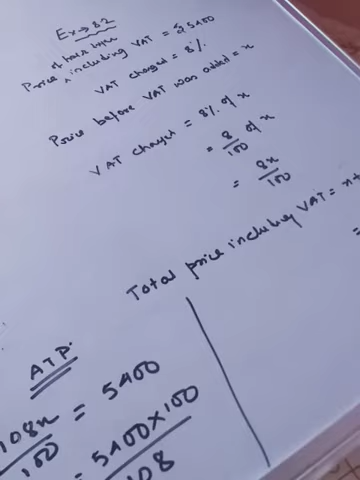 Ex → 8.2
of hair dryer
Price ^ including VAT = ₹ 5400
VAT charged = 8%.
Price before VAT was added = x
VAT charged = 8% of x
= 8/100 of x
= 8x/100
Total price including VAT = x +
=
ATP.
108x/100 = 5400
= 5400 × 100/108